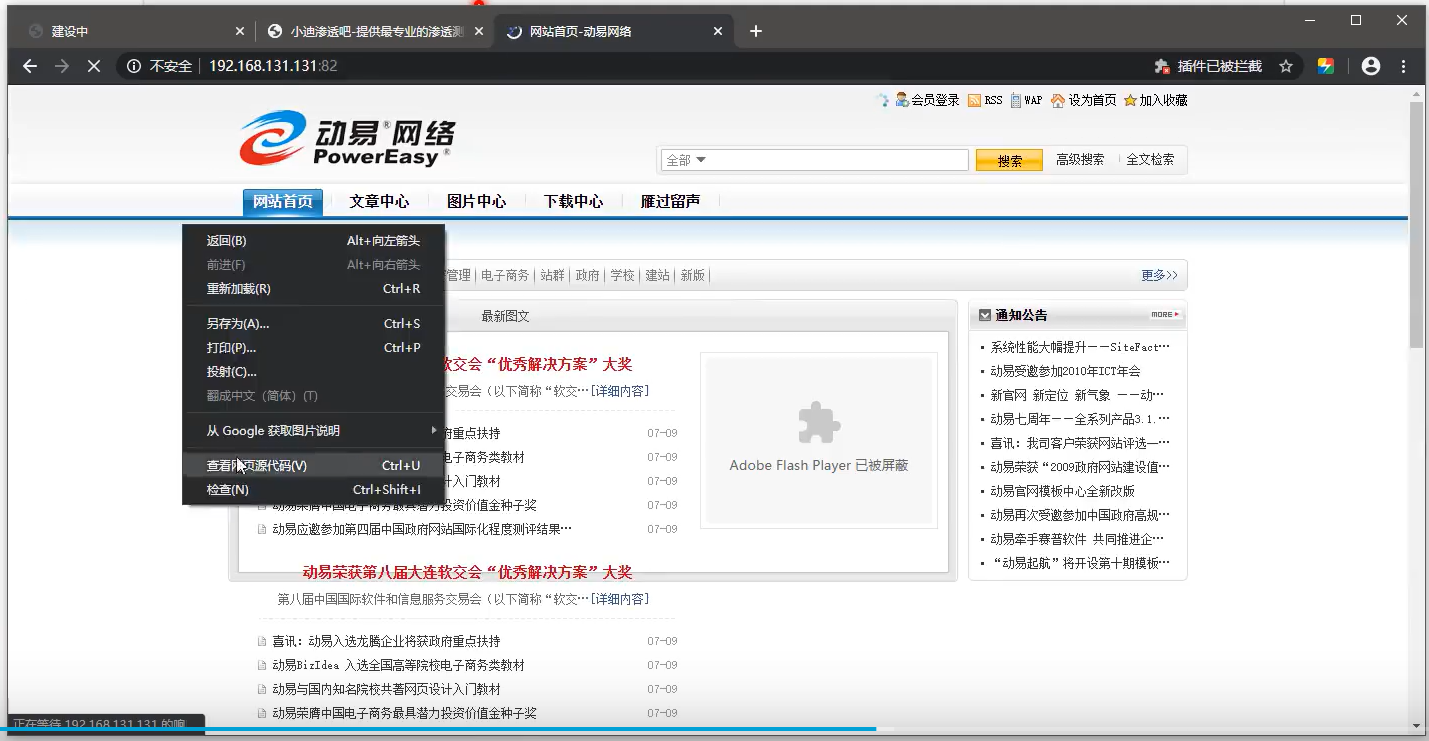 建设中
小迪渗透吧-提供最专业的渗透测
网站首页-动易网络
不安全 192.168.131.131:82
插件已被拦截
会员登录 RSS WAP 设为首页 加入收藏
动易®网络
PowerEasy®
全部 搜索 高级搜索 全文检索
网站首页 文章中心 图片中心 下载中心 雁过留声
返回(B) Alt+向左箭头
前进(F) Alt+向右箭头
重新加载(R) Ctrl+R
另存为(A)... Ctrl+S
打印(P)... Ctrl+P
投射(C)...
翻成中文（简体）(T)
从 Google 获取图片说明
查看网页源代码(V) Ctrl+U
检查(N) Ctrl+Shift+I
管理 电子商务 站群 政府 学校 建站 新版 更多>>
最新图文
软交会“优秀解决方案”大奖
交易会（以下简称“软交…[详细内容]
府重点扶持 07-09
电子商务类教材 07-09
计入门教材 07-09
动易荣膺中国电子商务最具潜力投资价值金种子奖 07-09
动易应邀参加第四届中国政府网站国际化程度测评结果… 07-09
Adobe Flash Player 已被屏蔽
通知公告 MORE
系统性能大幅提升——SiteFact…
动易受邀参加2010年ICT年会
新官网 新定位 新气象 ——动…
动易七周年——全系列产品3.1.…
喜讯：我司客户荣获网站评选一…
动易荣获“2009政府网站建设值…
动易官网模板中心全新改版
动易再次受邀参加中国政府高规…
动易牵手赛普软件 共同推进企…
“动易起航”将开设第十期模板…
动易荣获第八届大连软交会“优秀解决方案”大奖
第八届中国国际软件和信息服务交易会（以下简称“软交…[详细内容]
喜讯：动易入选龙腾企业将获政府重点扶持 07-09
动易BizIdea 入选全国高等院校电子商务类教材 07-09
动易与国内知名院校共著网页设计入门教材 07-09
动易荣膺中国电子商务最具潜力投资价值金种子奖 07-09
正在等待 192.168.131.131 的响